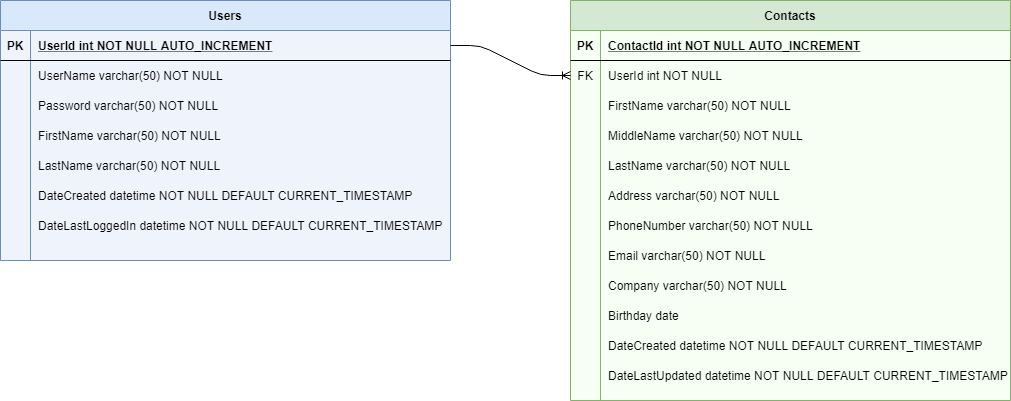 Users
PK UserId int NOT NULL AUTO_INCREMENT
UserName varchar(50) NOT NULL
Password varchar(50) NOT NULL
FirstName varchar(50) NOT NULL
LastName varchar(50) NOT NULL
DateCreated datetime NOT NULL DEFAULT CURRENT_TIMESTAMP
DateLastLoggedIn datetime NOT NULL DEFAULT CURRENT_TIMESTAMP
Contacts
PK ContactId int NOT NULL AUTO_INCREMENT
FK UserId int NOT NULL
FirstName varchar(50) NOT NULL
MiddleName varchar(50) NOT NULL
LastName varchar(50) NOT NULL
Address varchar(50) NOT NULL
PhoneNumber varchar(50) NOT NULL
Email varchar(50) NOT NULL
Company varchar(50) NOT NULL
Birthday date
DateCreated datetime NOT NULL DEFAULT CURRENT_TIMESTAMP
DateLastUpdated datetime NOT NULL DEFAULT CURRENT_TIMESTAMP